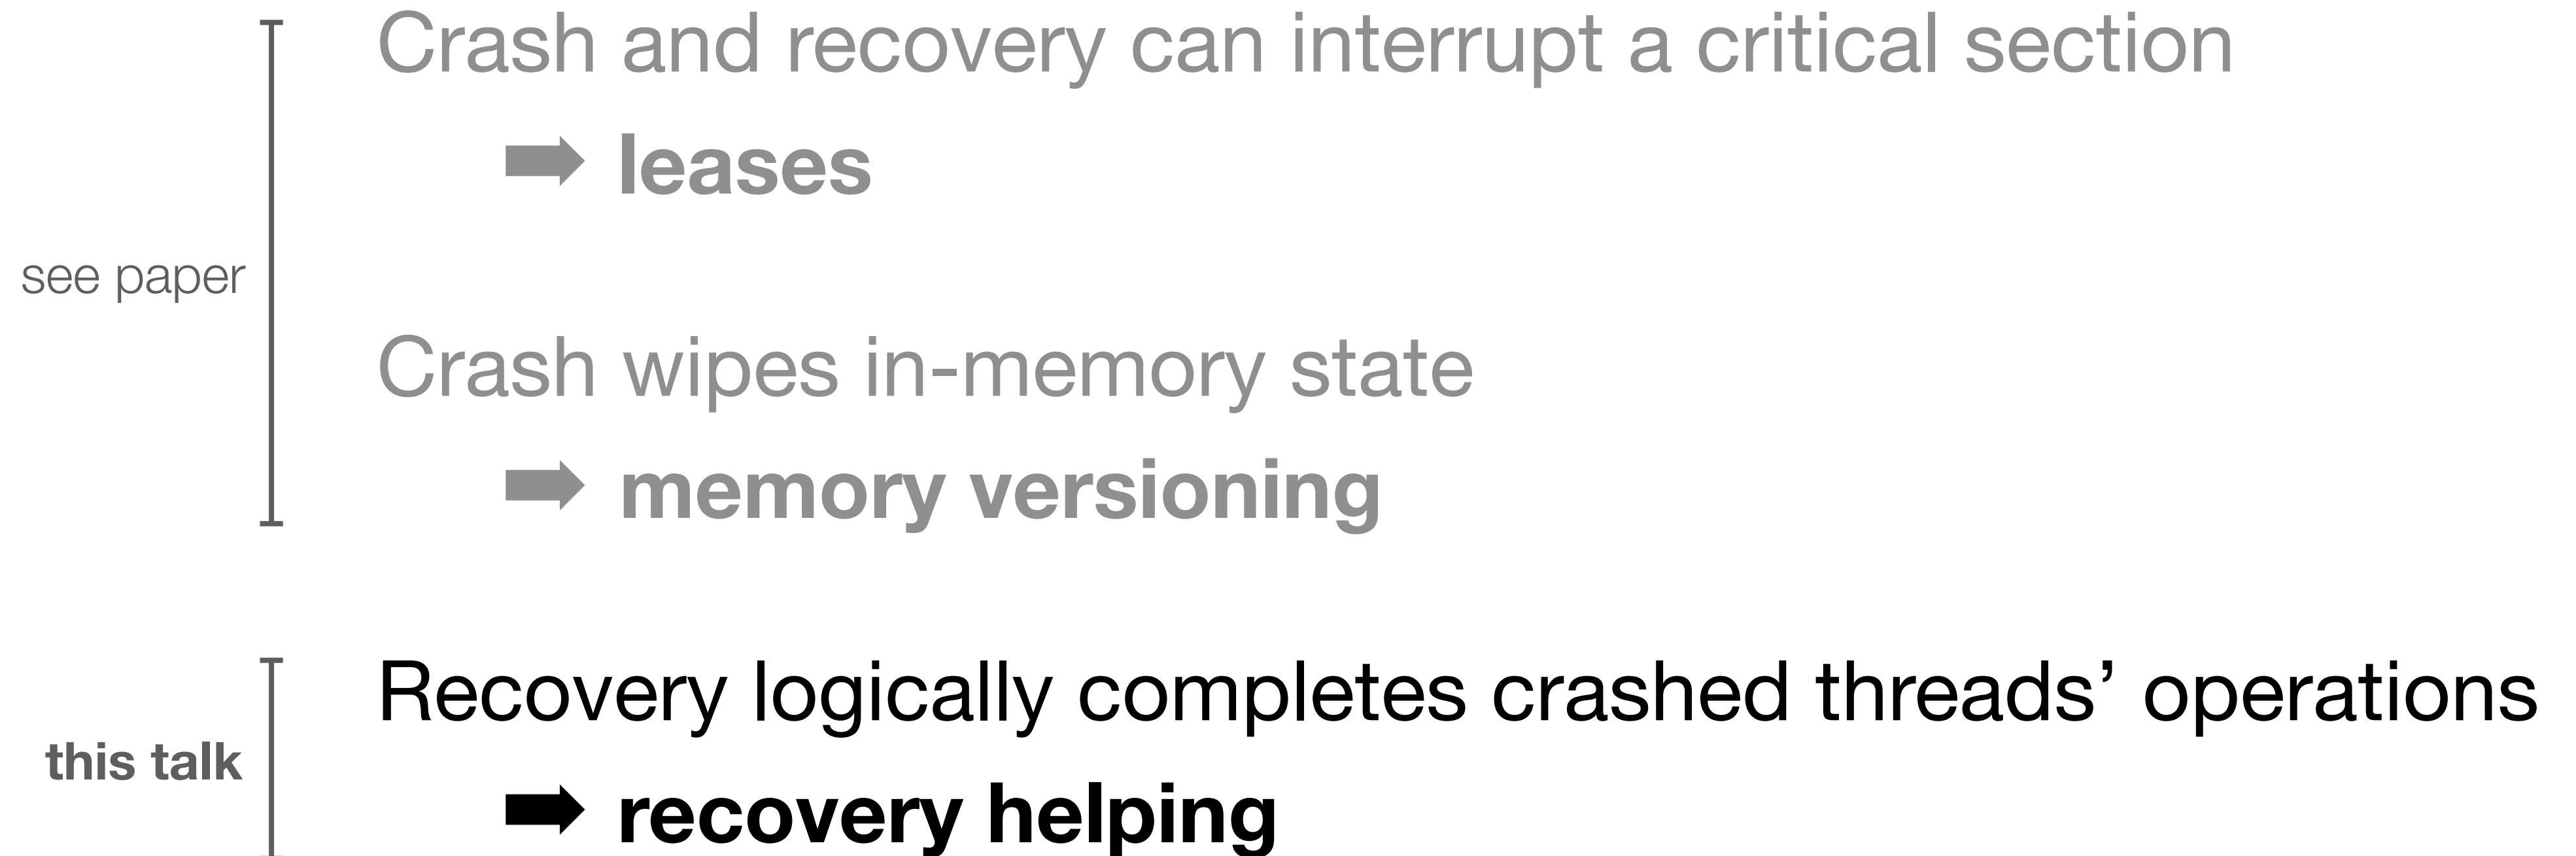 Crash and recovery can interrupt a critical section
leases
see paper
Crash wipes in-memory state
memory versioning
Recovery logically completes crashed threads’ operations
this talk
recovery helping